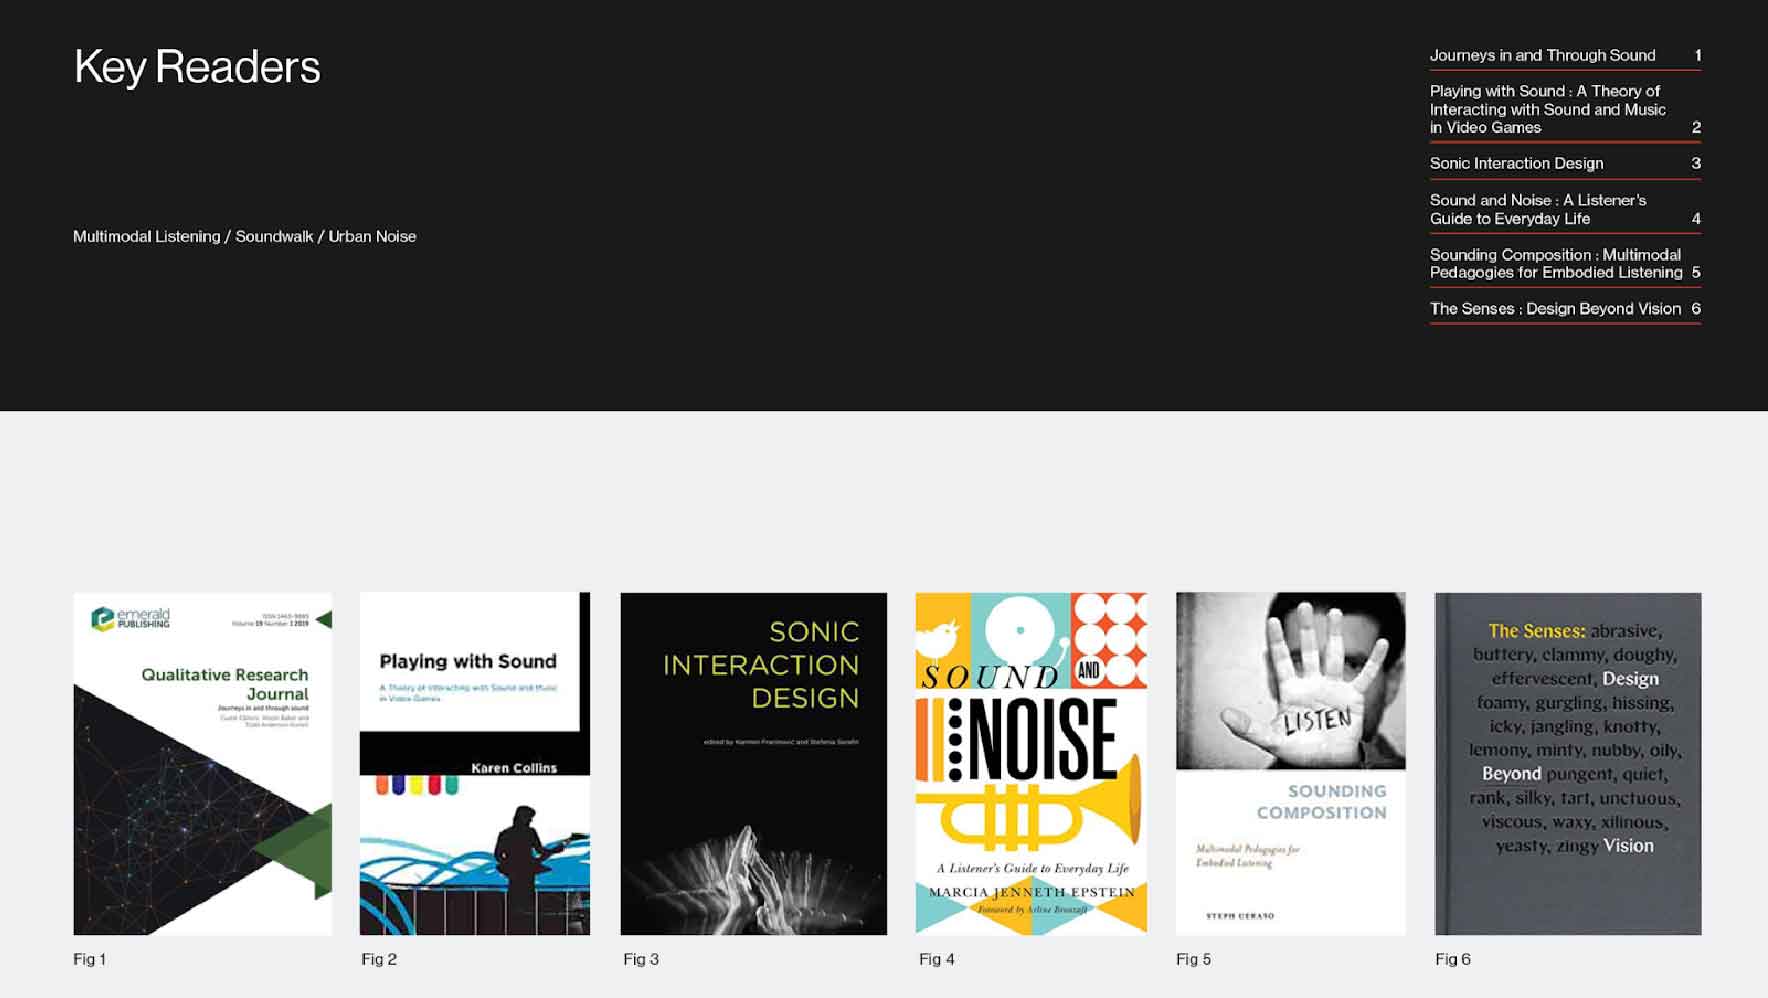 Key Readers
Multimodal Listening / Soundwalk / Urban Noise
Journeys in and Through Sound 1
Playing with Sound : A Theory of
Interacting with Sound and Music
in Video Games 2
Sonic Interaction Design 3
Sound and Noise : A Listener's
Guide to Everyday Life 4
Sounding Composition : Multimodal
Pedagogies for Embodied Listening 5
The Senses : Design Beyond Vision 6
emerald
PUBLISHING
Volume 19 Number 1 2019
Qualitative Research
Journal
Journeys in and through sound
Fig 1
Playing with Sound
A Theory of Interacting with Sound and Music
in Video Games
Karen Collins
Fig 2
SONIC
INTERACTION
DESIGN
edited by Karmen Franinović and Stefania Serafin
Fig 3
SOUND AND
NOISE
A Listener's Guide to Everyday Life
MARCIA JENNETH EPSTEIN
Foreword by Arline Bronzaft
Fig 4
LISTEN
SOUNDING
COMPOSITION
Multimodal Pedagogies for
Embodied Listening
STEPH CERASO
Fig 5
The Senses: abrasive,
buttery, clammy, doughy,
effervescent, Design
foamy, gurgling, hissing,
icky, jangling, knotty,
lemony, minty, nubby, oily,
Beyond pungent, quiet,
rank, silky, tart, unctuous,
viscous, waxy, xilinous,
yeasty, zingy Vision
Fig 6